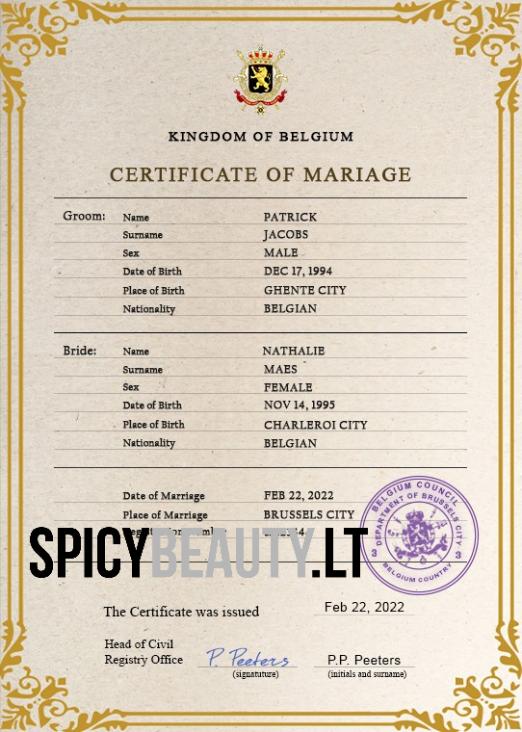 KINGDOM OF BELGIUM
CERTIFICATE OF MARIAGE
Groom: Name PATRICK
Surname JACOBS
Sex MALE
Date of Birth DEC 17, 1994
Place of Birth GHENTE CITY
Nationality BELGIAN
Bride: Name NATHALIE
Surname MAES
Sex FEMALE
Date of Birth NOV 14, 1995
Place of Birth CHARLEROI CITY
Nationality BELGIAN
Date of Marriage FEB 22, 2022
Place of Marriage BRUSSELS CITY
SPICYBEAUTY.LT
BELGIUM COUNCIL
DEPARTMENT OF BRUSSELS CITY
3 3
BELGIUM COUNTRY
The Certificate was issued Feb 22, 2022
Head of Civil
Registry Office P. Peeters P.P. Peeters
(signatuture) (initials and surname)